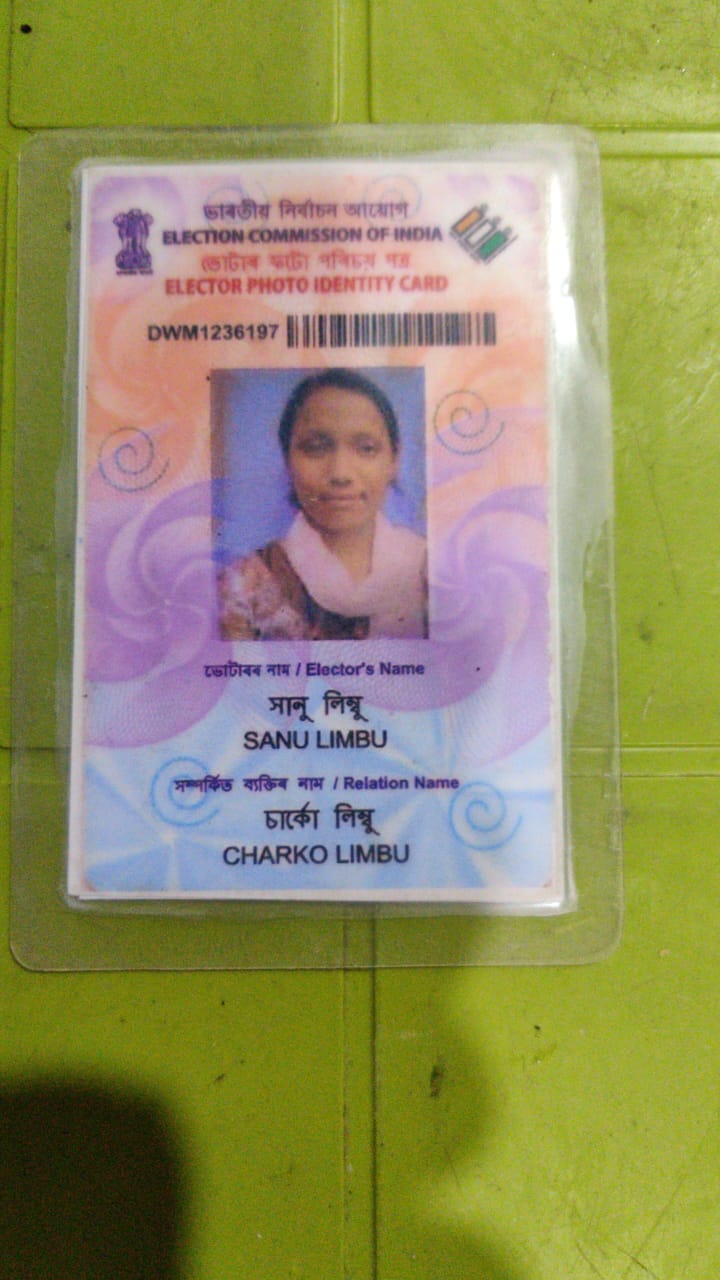 ভাৰতীয় নিৰ্বাচন আয়োগ
ELECTION COMMISSION OF INDIA
ভোটাৰ ফটো পৰিচয় পত্ৰ
ELECTOR PHOTO IDENTITY CARD
DWM1236197
ভোটাৰৰ নাম / Elector's Name
সানু লিম্বু
SANU LIMBU
সম্পৰ্কিত ব্যক্তিৰ নাম / Relation Name
চাৰ্কো লিম্বু
CHARKO LIMBU